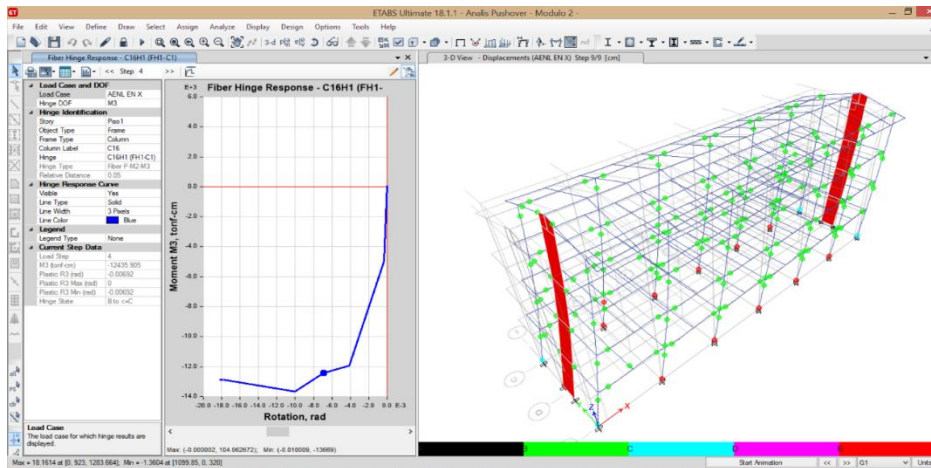 ET
ETABS Ultimate 18.1.1 - Analis Pushover - Modulo 2 -
File Edit View Define Draw Select Assign Analyze Display Design Options Tools Help
Fiber Hinge Response - C16H1 (FH1-C1)
3-D View - Displacements (AENL EN X) Step 9/9 [cm]
<< Step 4 >>
Load Case and DOF
Load Case AENL EN X
Hinge DOF M3
Hinge Identification
Story Piso1
Object Type Frame
Frame Type Column
Column Label C16
Hinge C16H1 (FH1-C1)
Hinge Type Fiber P-M2-M3
Relative Distance 0.05
Hinge Response Curve
Visible Yes
Line Type Solid
Line Width 3 Pixels
Line Color Blue
Legend
Legend Type None
Current Step Data
Load Step 4
M3 (tonf-cm) -12435.905
Plastic R3 (rad) -0.00692
Plastic R3 Max (rad) 0
Plastic R3 Min (rad) -0.00692
Hinge State B to <=C
Load Case
The load case for which hinge results are displayed.
E+3 Fiber Hinge Response - C16H1 (FH1-
6.0
4.0
2.0
0.0
-2.0
-4.0
-6.0
-8.0
-10.0
-12.0
-14.0
Moment M3, tonf-cm
-20.0 -18.0 -16.0 -14.0 -12.0 -10.0 -8.0 -6.0 -4.0 -2.0 0.0 E-3
Rotation, rad
Max: (-0.000002, 104.062672); Min: (-0.010009, -13669)
X
Z
B C D E
Max = 18.1614 at [0, 923, 1283.664]; Min = -1.3604 at [1099.85, 0, 320]
Start Animation << >> G1 Units